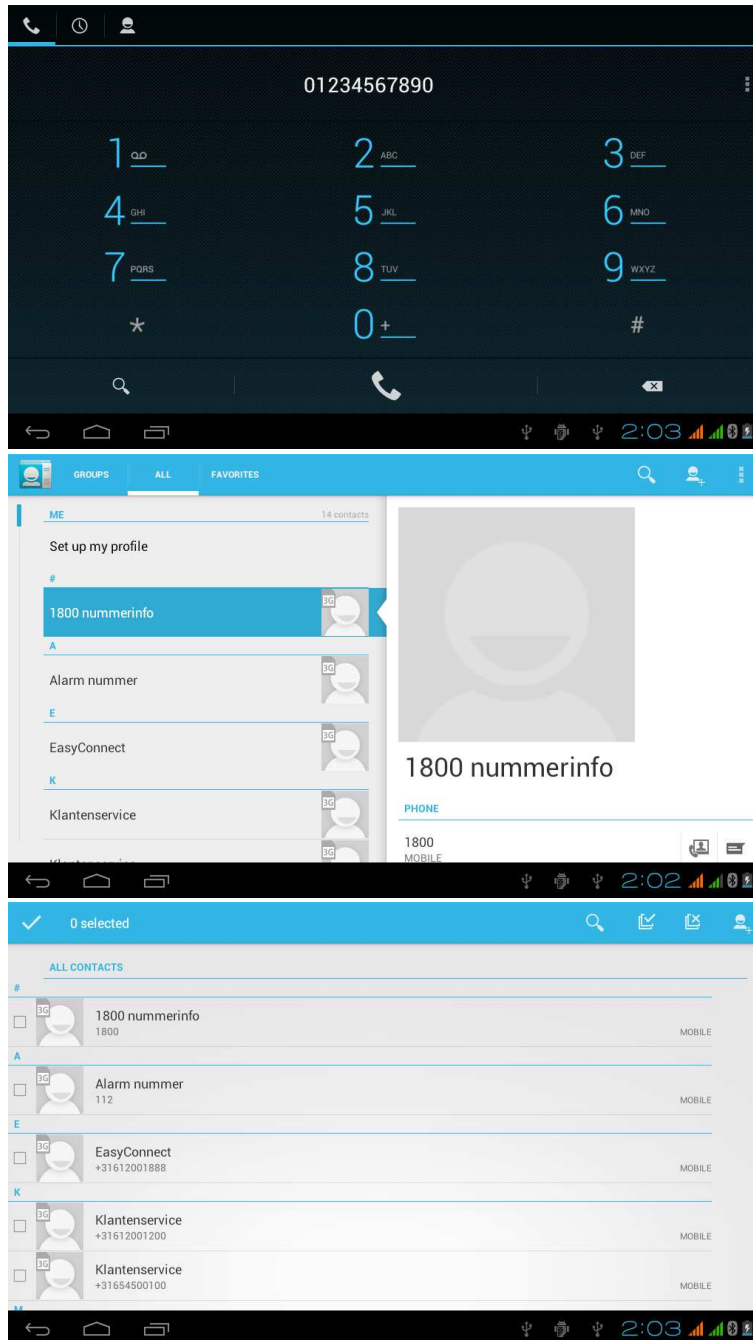 01234567890
1
2 ABC
3 DEF
4 GHI
5 JKL
6 MNO
7 PQRS
8 TUV
9 WXYZ
*
0 +
#
2:03
GROUPS ALL FAVORITES
ME 14 contacts
Set up my profile
#
1800 nummerinfo 3G
A
Alarm nummer 3G
E
EasyConnect 3G
K
Klantenservice 3G
3G
1800 nummerinfo
PHONE
1800
MOBILE
2:02
0 selected
ALL CONTACTS
#
3G 1800 nummerinfo
1800 MOBILE
A
3G Alarm nummer
112 MOBILE
E
3G EasyConnect
+31612001888 MOBILE
K
3G Klantenservice
+31612001200 MOBILE
3G Klantenservice
+31654500100 MOBILE
M
2:03